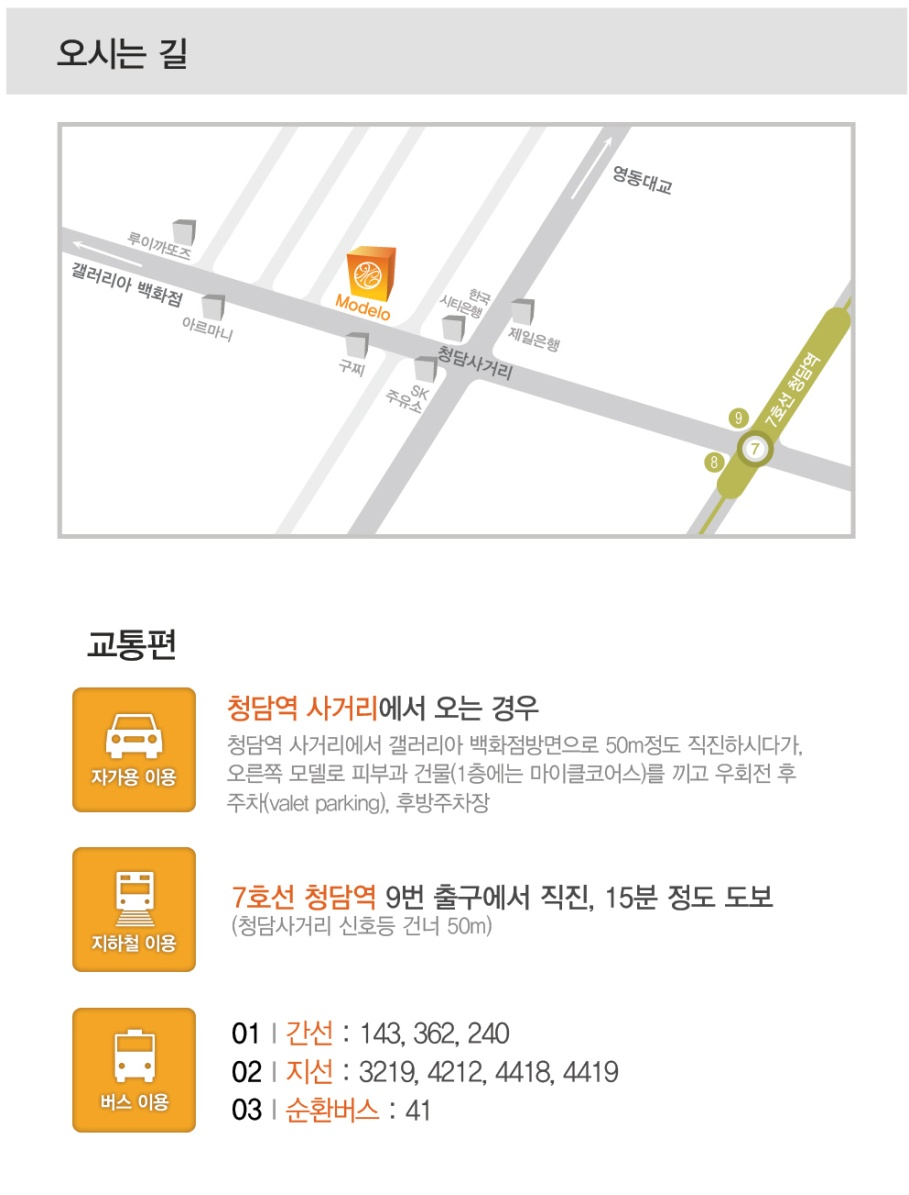 오시는 길
영동대교
루이까또즈
갤러리아 백화점
아르마니
Modelo
한국
시티은행
제일은행
구찌
청담사거리
SK
주유소
7호선 청담역
9
7
8
교통편
자가용 이용
청담역 사거리에서 오는 경우
청담역 사거리에서 갤러리아 백화점방면으로 50m정도 직진하시다가,
오른쪽 모델로 피부과 건물(1층에는 마이클코어스)를 끼고 우회전 후
주차(valet parking), 후방주차장
지하철 이용
7호선 청담역 9번 출구에서 직진, 15분 정도 도보
(청담사거리 신호등 건너 50m)
버스 이용
01 | 간선 : 143, 362, 240
02 | 지선 : 3219, 4212, 4418, 4419
03 | 순환버스 : 41